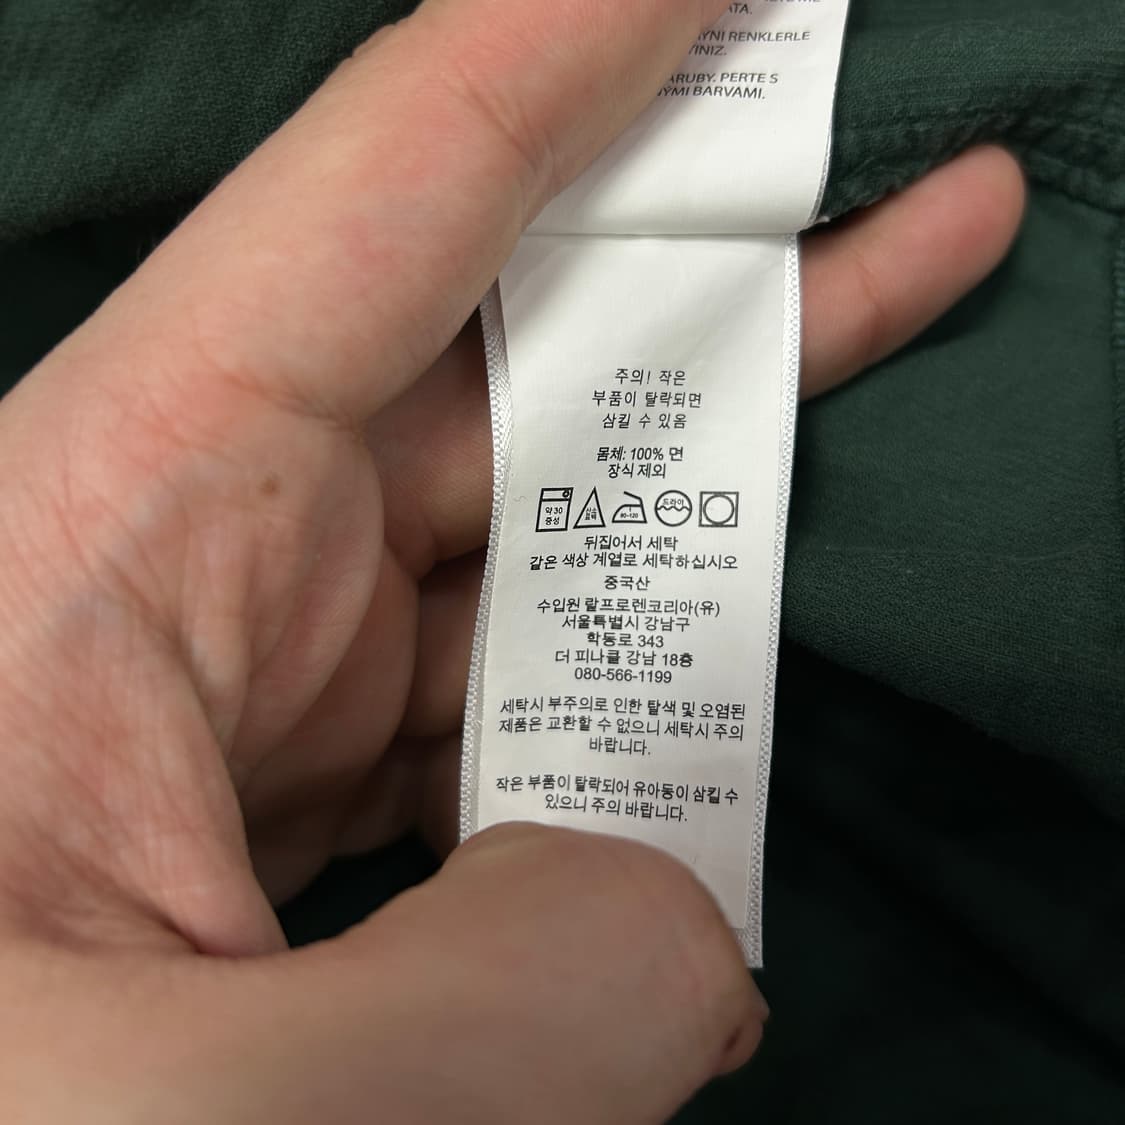 ATA.
AYNI RENKLERLE
YINIZ.
ARUBY. PERTE S
NÝMI BARVAMI.
주의! 작은
부품이 탈락되면
삼킬 수 있음
몸체: 100% 면
장식 제외
약 30
중성
산소
표백
80-120
드라이
뒤집어서 세탁
같은 색상 계열로 세탁하십시오
중국산
수입원 랄프로렌코리아(유)
서울특별시 강남구
학동로 343
더 피나클 강남 18층
080-566-1199
세탁시 부주의로 인한 탈색 및 오염된
제품은 교환할 수 없으니 세탁시 주의
바랍니다.
작은 부품이 탈락되어 유아동이 삼킬 수
있으니 주의 바랍니다.